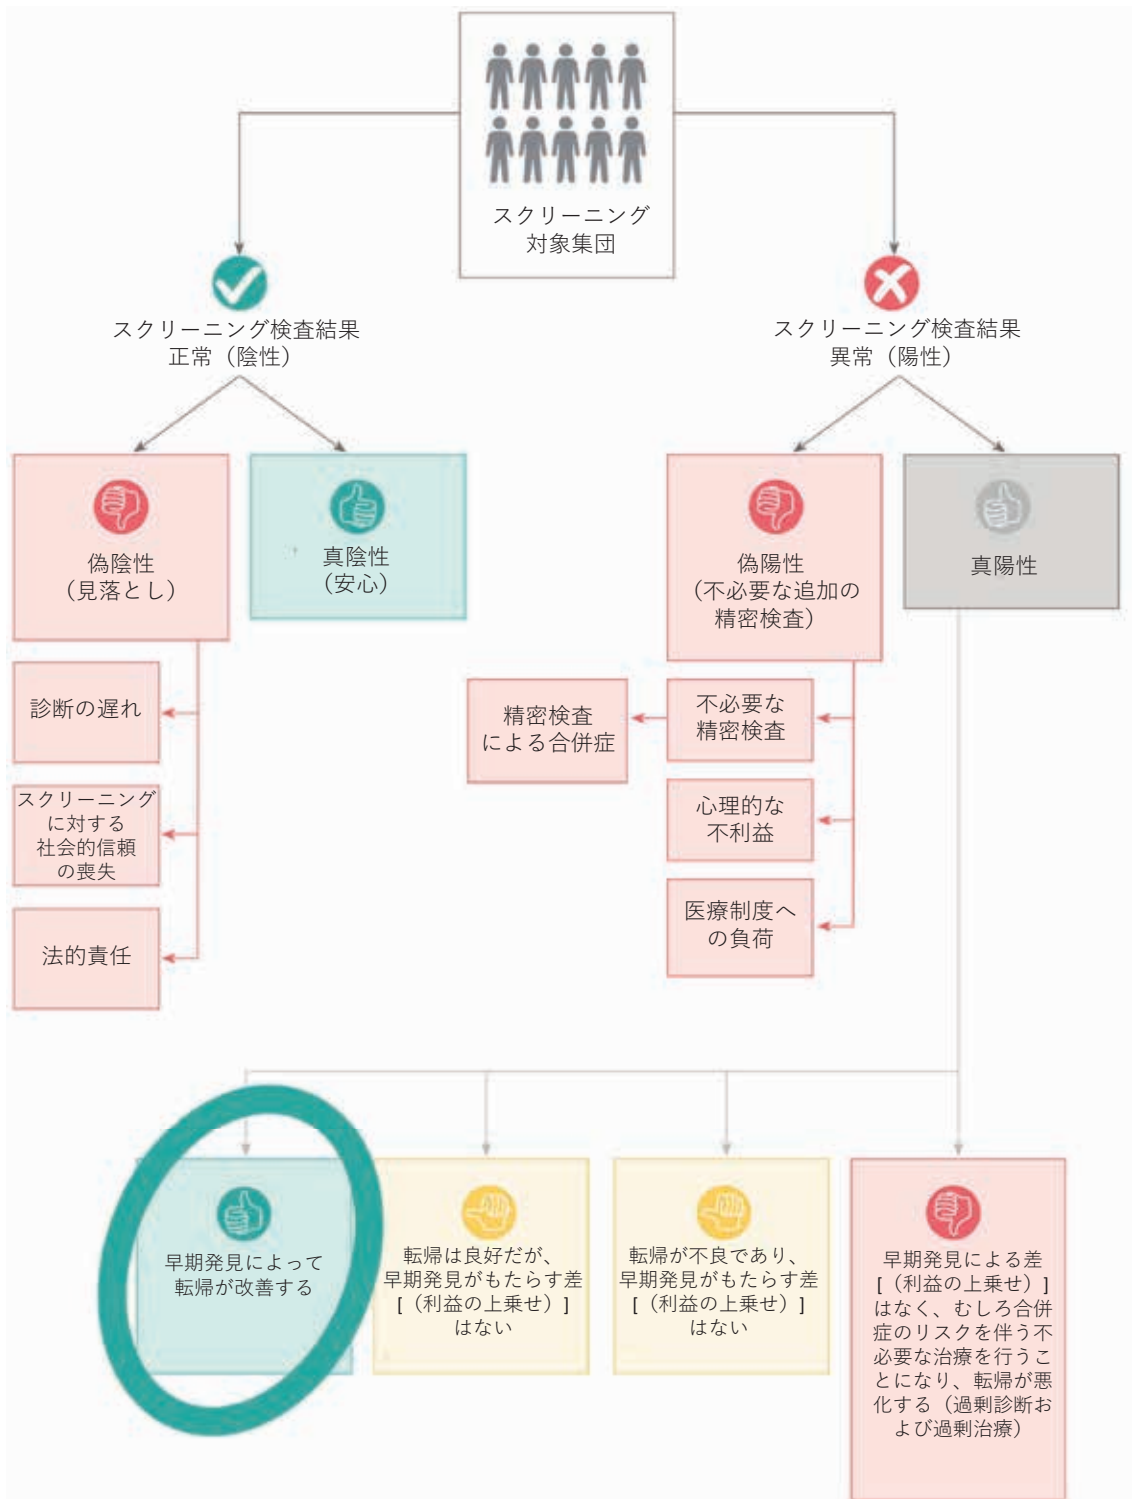 スクリーニング
対象集団
スクリーニング検査結果
正常（陰性）
スクリーニング検査結果
異常（陽性）
偽陰性
（見落とし）
真陰性
（安心）
偽陽性
（不必要な追加の
精密検査）
真陽性
診断の遅れ
スクリーニング
に対する
社会的信頼
の喪失
法的責任
精密検査
による合併症
不必要な
精密検査
心理的な
不利益
医療制度へ
の負荷
早期発見によって
転帰が改善する
転帰は良好だが、
早期発見がもたらす差
[（利益の上乗せ）]
はない
転帰が不良であり、
早期発見がもたらす差
[（利益の上乗せ）]
はない
早期発見による差
[（利益の上乗せ）]
はなく、むしろ合併
症のリスクを伴う不
必要な治療を行うこ
とになり、転帰が悪
化する（過剰診断お
よび過剰治療）